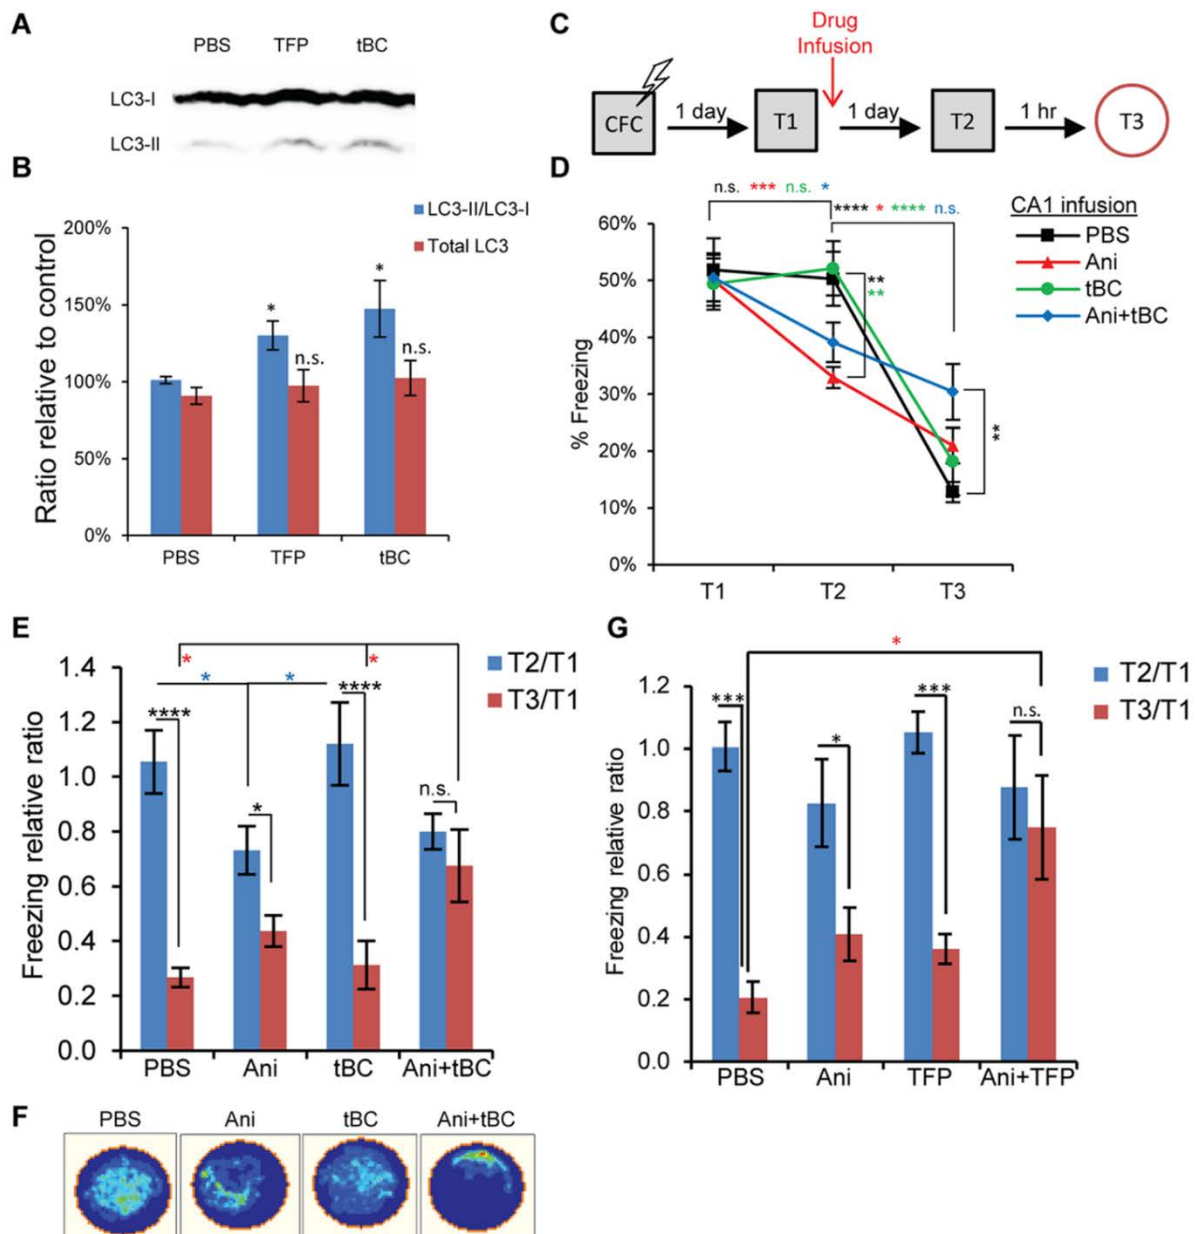 A
PBS TFP tBC
LC3-I
LC3-II
B
LC3-II/LC3-I
Total LC3
Ratio relative to control
200%
150%
100%
50%
0%
*
n.s.
*
n.s.
PBS TFP tBC
C
Drug
Infusion
CFC 1 day T1 1 day T2 1 hr T3
D
n.s. *** n.s. *
**** * **** n.s.
CA1 infusion
PBS
Ani
tBC
Ani+tBC
% Freezing
60%
50%
40%
30%
20%
10%
0%
**
**
**
T1 T2 T3
E
T2/T1
T3/T1
Freezing relative ratio
1.4
1.2
1.0
0.8
0.6
0.4
0.2
0.0
* *
* *
**** * **** n.s.
PBS Ani tBC Ani+tBC
G
T2/T1
T3/T1
Freezing relative ratio
1.2
1.0
0.8
0.6
0.4
0.2
0.0
*
*** * *** n.s.
PBS Ani TFP Ani+TFP
F
PBS Ani tBC Ani+tBC